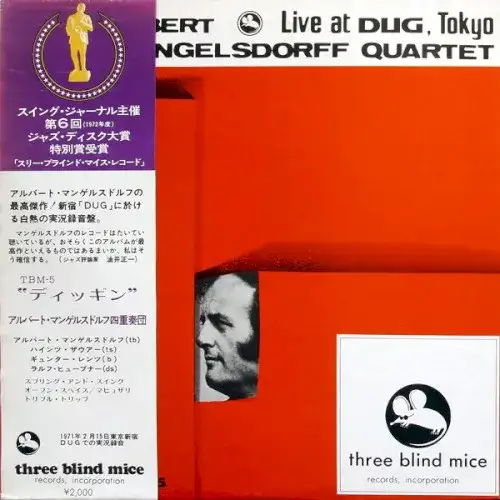 BERT Live at DUG, Tokyo
NGELSDORFF QUARTET
スイング・ジャーナル主催
第6回(1972年度)
ジャズ・ディスク大賞
特別賞受賞
「スリー・ブラインド・マイス・レコード」
アルバート・マンゲルスドルフの
最高傑作!新宿「DUG」に於け
る白熱の実況録音盤。
マンゲルスドルフのレコードはたいてい
聴いているが、おそらくこのアルバムが最
高作といえるものではあるまいか、私はそ
う確信する。(ジャズ評論家 油井正一)
TBM-5
"ディッギン"
アルバート・マンゲルスドルフ四重奏団
アルバート・マンゲルスドルフ(tb)
ハインツ・ザウアー(ts)
ギュンター・レンツ(b)
ラルフ・ヒューブナー(ds)
スプリング・アンド・スイング
オープン・スペイス/マヒュザリ
トリプル・トリップ
1971年2月15日東京新宿
DUGでの実況録音
three blind mice
records, incorporation
¥2,000
three blind mice
records, incorporation